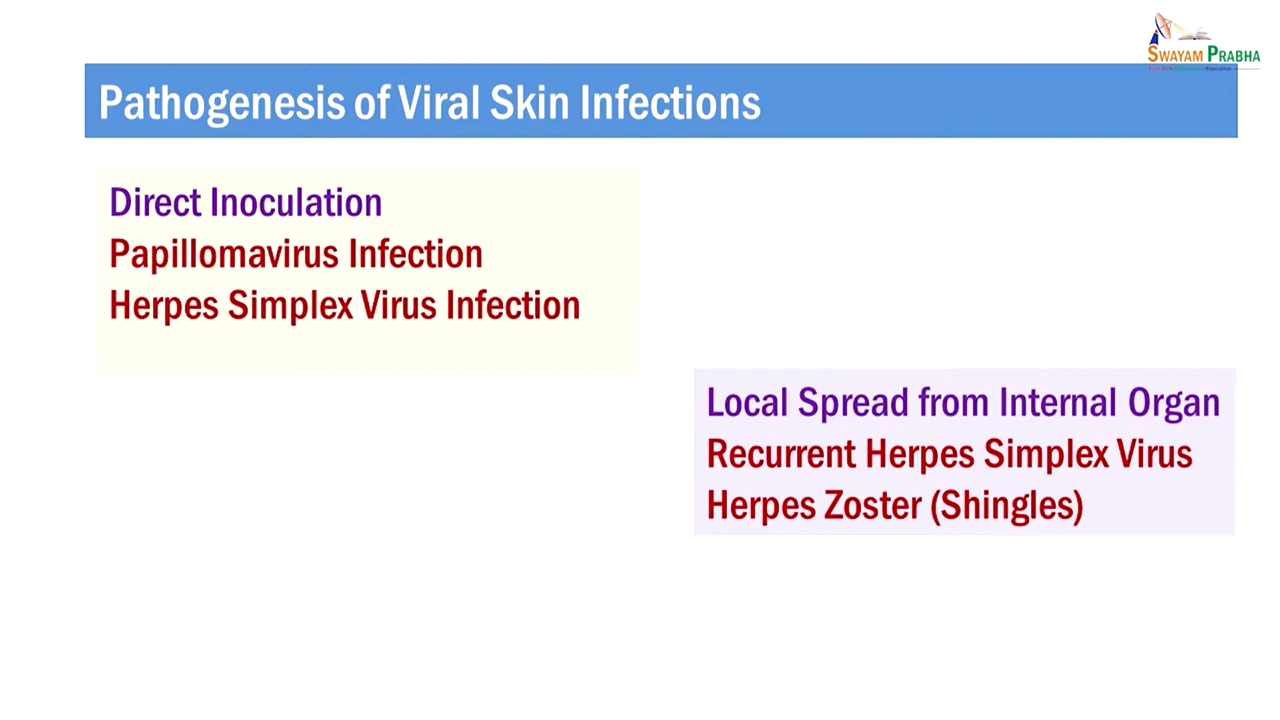 SWAYAM PRABHA
Pathogenesis of Viral Skin Infections
Direct Inoculation
Papillomavirus Infection
Herpes Simplex Virus Infection
Local Spread from Internal Organ
Recurrent Herpes Simplex Virus
Herpes Zoster (Shingles)